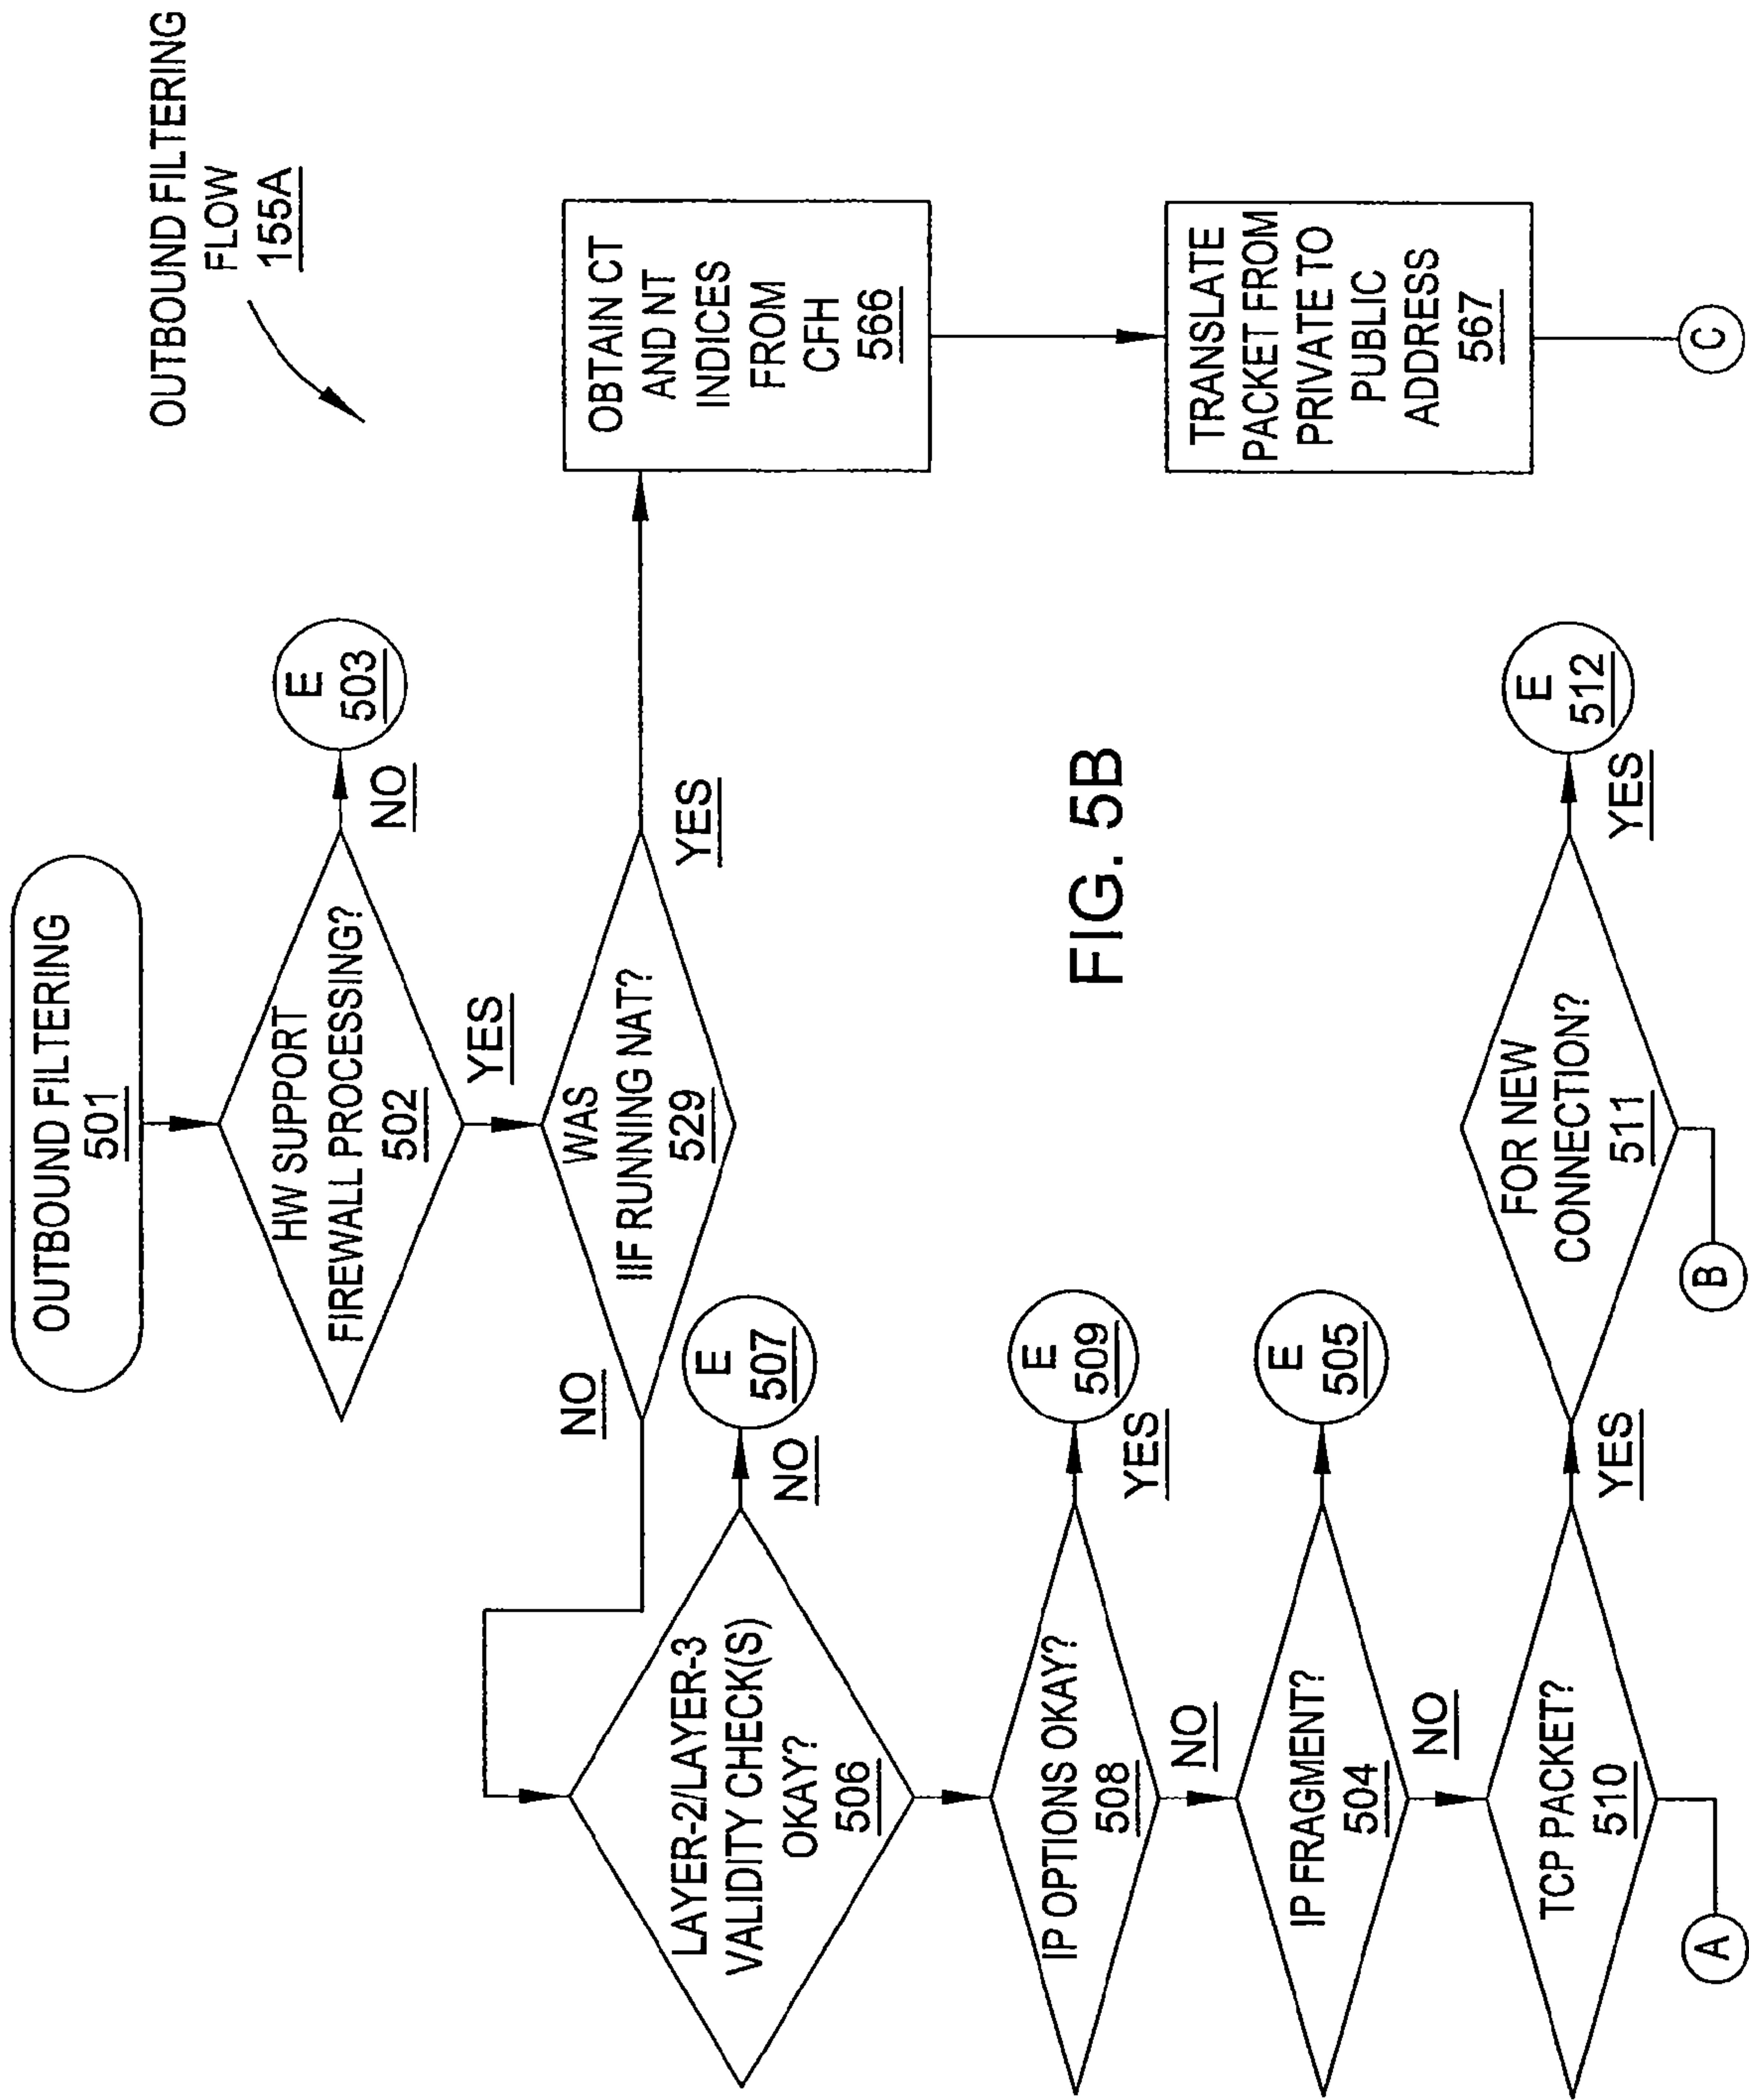 OUTBOUND FILTERING
FLOW
155A
OUTBOUND FILTERING
501
HW SUPPORT
FIREWALL PROCESSING?
502
NO
E
503
YES
WAS
IIF RUNNING NAT?
529
YES
NO
OBTAIN CT
AND NT
INDICES
FROM
CFH
566
TRANSLATE
PACKET FROM
PRIVATE TO
PUBLIC
ADDRESS
567
C
LAYER-2/LAYER-3
VALIDITY CHECK(S)
OKAY?
506
NO
E
507
IP OPTIONS OKAY?
508
YES
E
509
NO
IP FRAGMENT?
504
E
505
NO
TCP PACKET?
510
YES
A
FOR NEW
CONNECTION?
511
YES
E
512
B
FIG. 5B